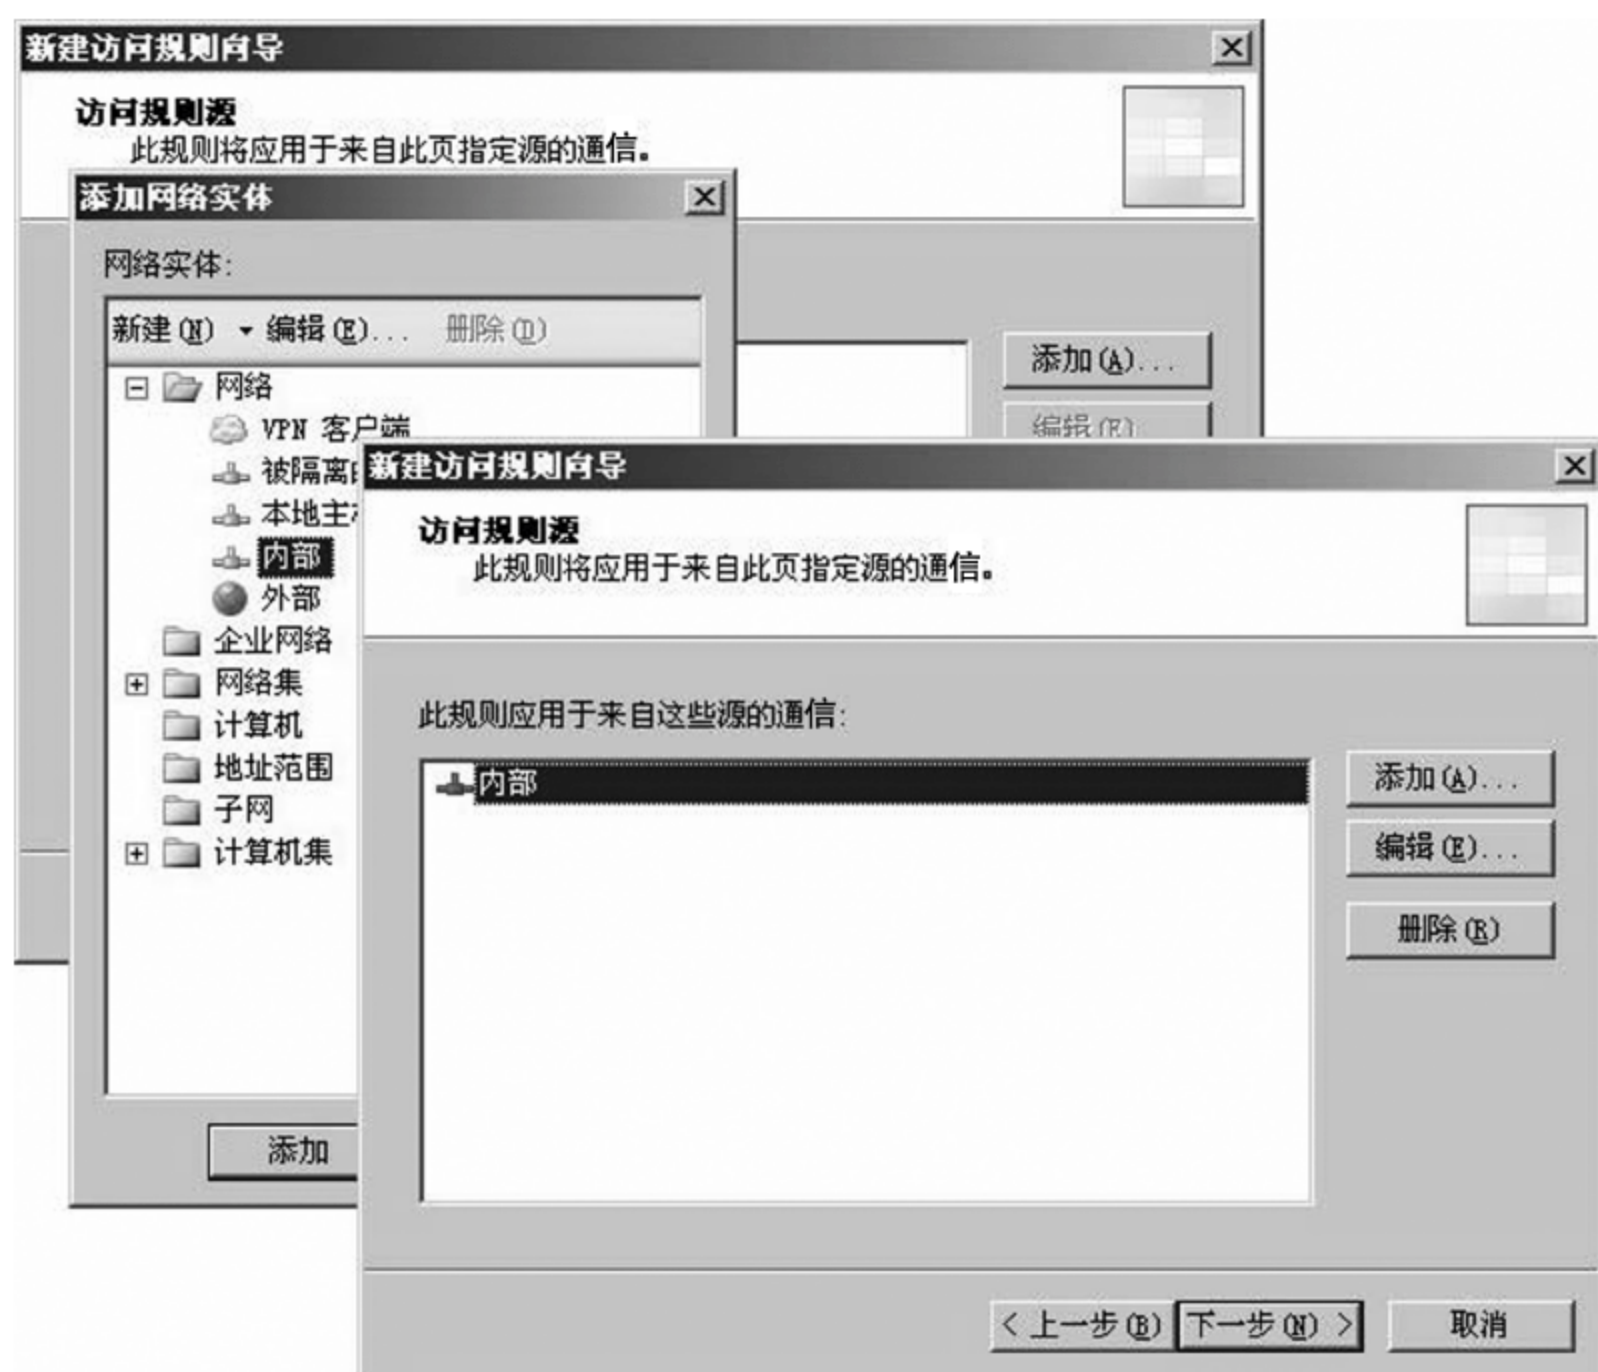 新建访问规则向导
访问规则源
此规则将应用于来自此页指定源的通信。
添加网络实体
网络实体:
新建(N) 编辑(E)... 删除(D)
网络
VPN 客户端
被隔离
本地主
内部
外部
企业网络
网络集
计算机
地址范围
子网
计算机集
添加
添加(A)...
编辑(E)
新建访问规则向导
访问规则源
此规则将应用于来自此页指定源的通信。
此规则应用于来自这些源的通信:
内部
添加(A)...
编辑(E)...
删除(R)
< 上一步(B) 下一步(N) > 取消